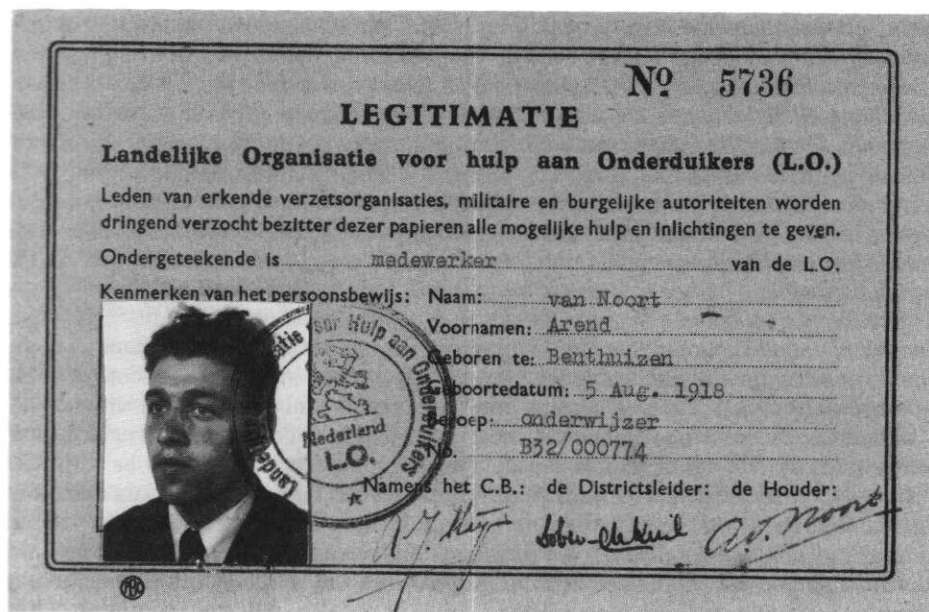 Nº 5736
LEGITIMATIE
Landelijke Organisatie voor hulp aan Onderduikers (L.O.)
Leden van erkende verzetsorganisaties, militaire en burgelijke autoriteiten worden
dringend verzocht bezitter dezer papieren alle mogelijke hulp en inlichtingen te geven.
Ondergeteekende is medewerker van de L.O.
Kenmerken van het persoonsbewijs: Naam: van Noort
Voornamen: Arend
Geboren te: Benthuizen
Geboortedatum: 5 Aug. 1918
Beroep: onderwijzer
No. B32/000774
Nederland
L.O.
Namens het C.B.: de Districtsleider: de Houder:
A.v. Noort